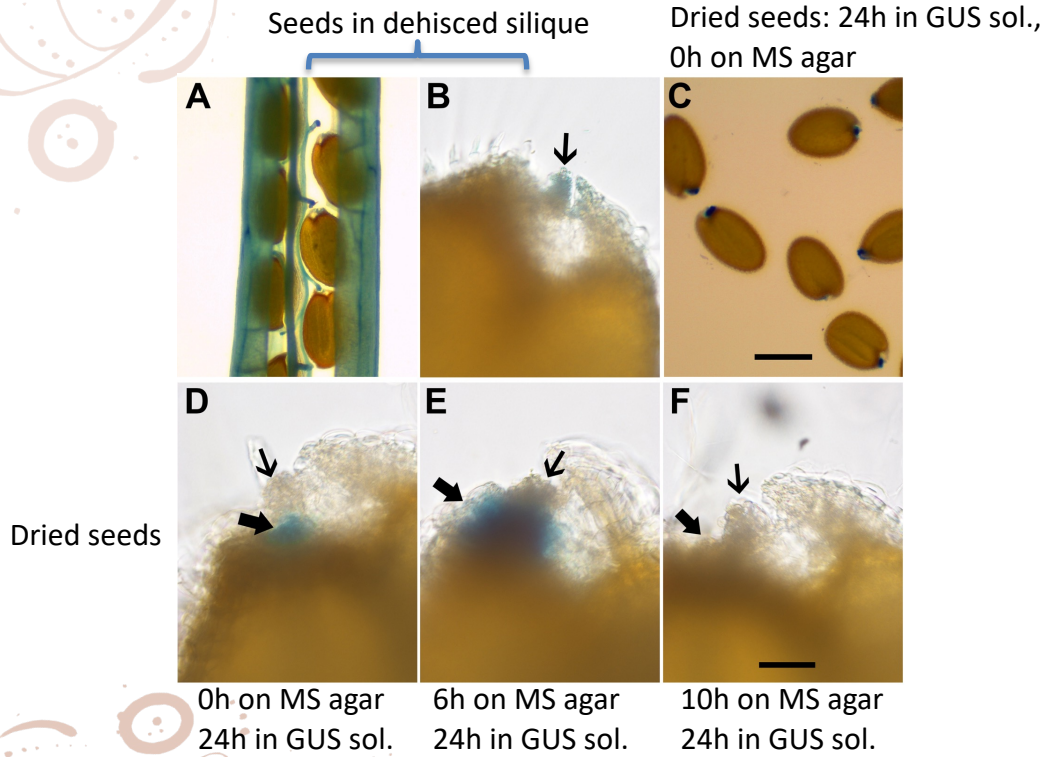 Seeds in dehisced silique
Dried seeds: 24h in GUS sol.,
0h on MS agar
A
B
C
D
E
F
Dried seeds
0h on MS agar
24h in GUS sol.
6h on MS agar
24h in GUS sol.
10h on MS agar
24h in GUS sol.